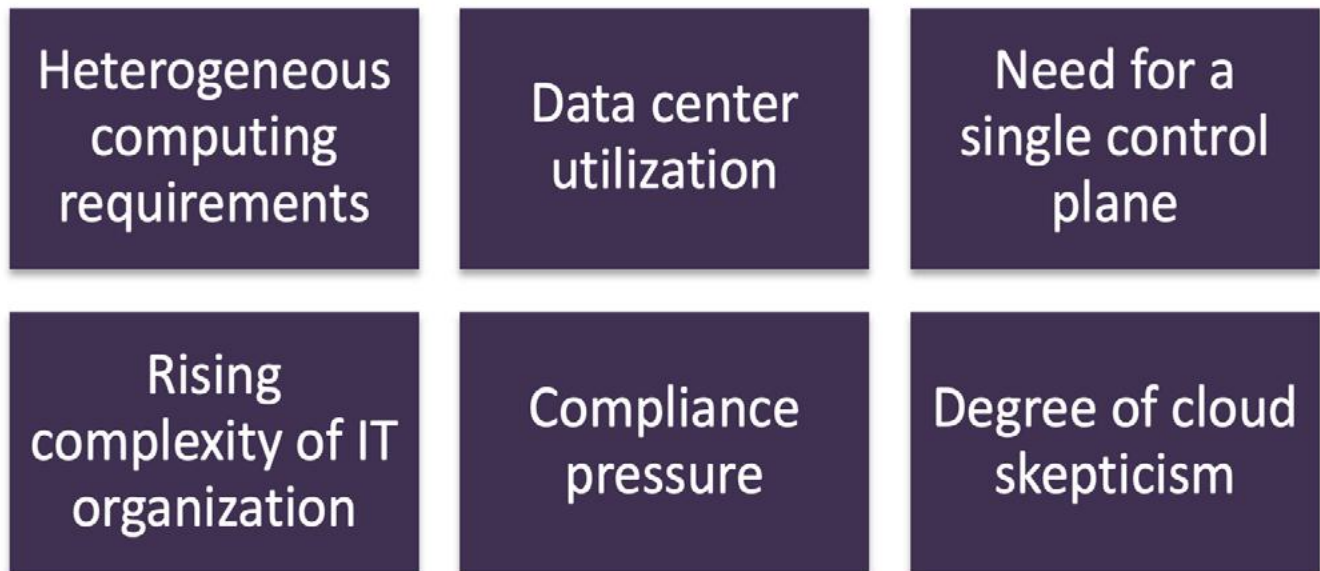 Heterogeneous
computing
requirements
Data center
utilization
Need for a
single control
plane
Rising
complexity of IT
organization
Compliance
pressure
Degree of cloud
skepticism